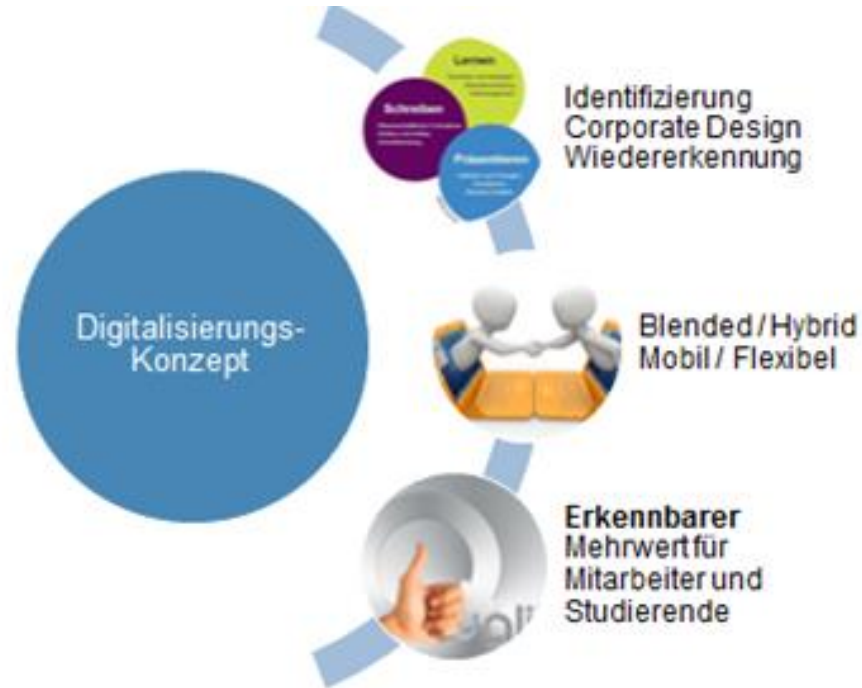 Lernen
Schreiben
Präsentieren
Identifizierung
Corporate Design
Wiedererkennung
Digitalisierungs-
Konzept
Blended / Hybrid
Mobil / Flexibel
Erkennbarer
Mehrwert für
Mitarbeiter und
Studierende